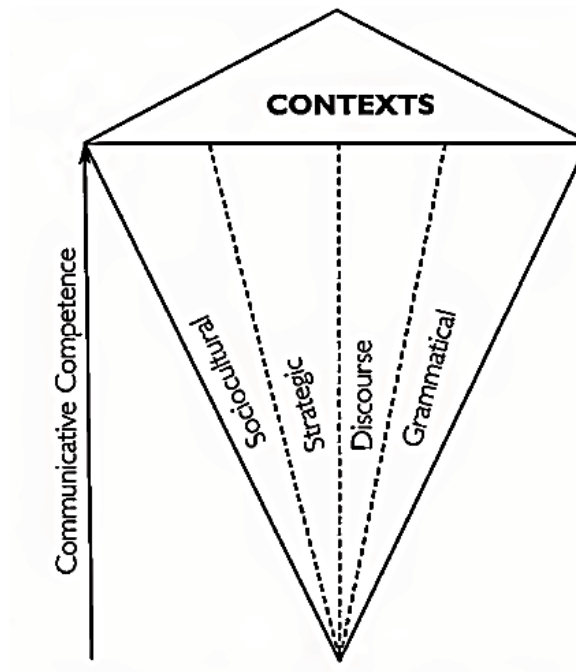 CONTEXTS
Communicative Competence
Sociocultural
Strategic
Discourse
Grammatical